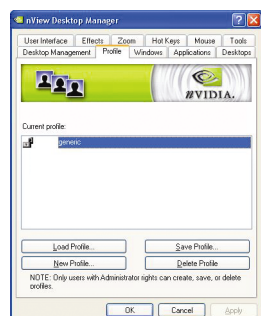 nView Desktop Manager
User Interface Effects Zoom Hot Keys Mouse Tools
Desktop Management Profile Windows Applications Desktops
nVIDIA.
Current profile:
generic
Load Profile... Save Profile...
New Profile... Delete Profile
NOTE: Only users with Administrator rights can create, save, or delete
profiles.
OK Cancel Apply